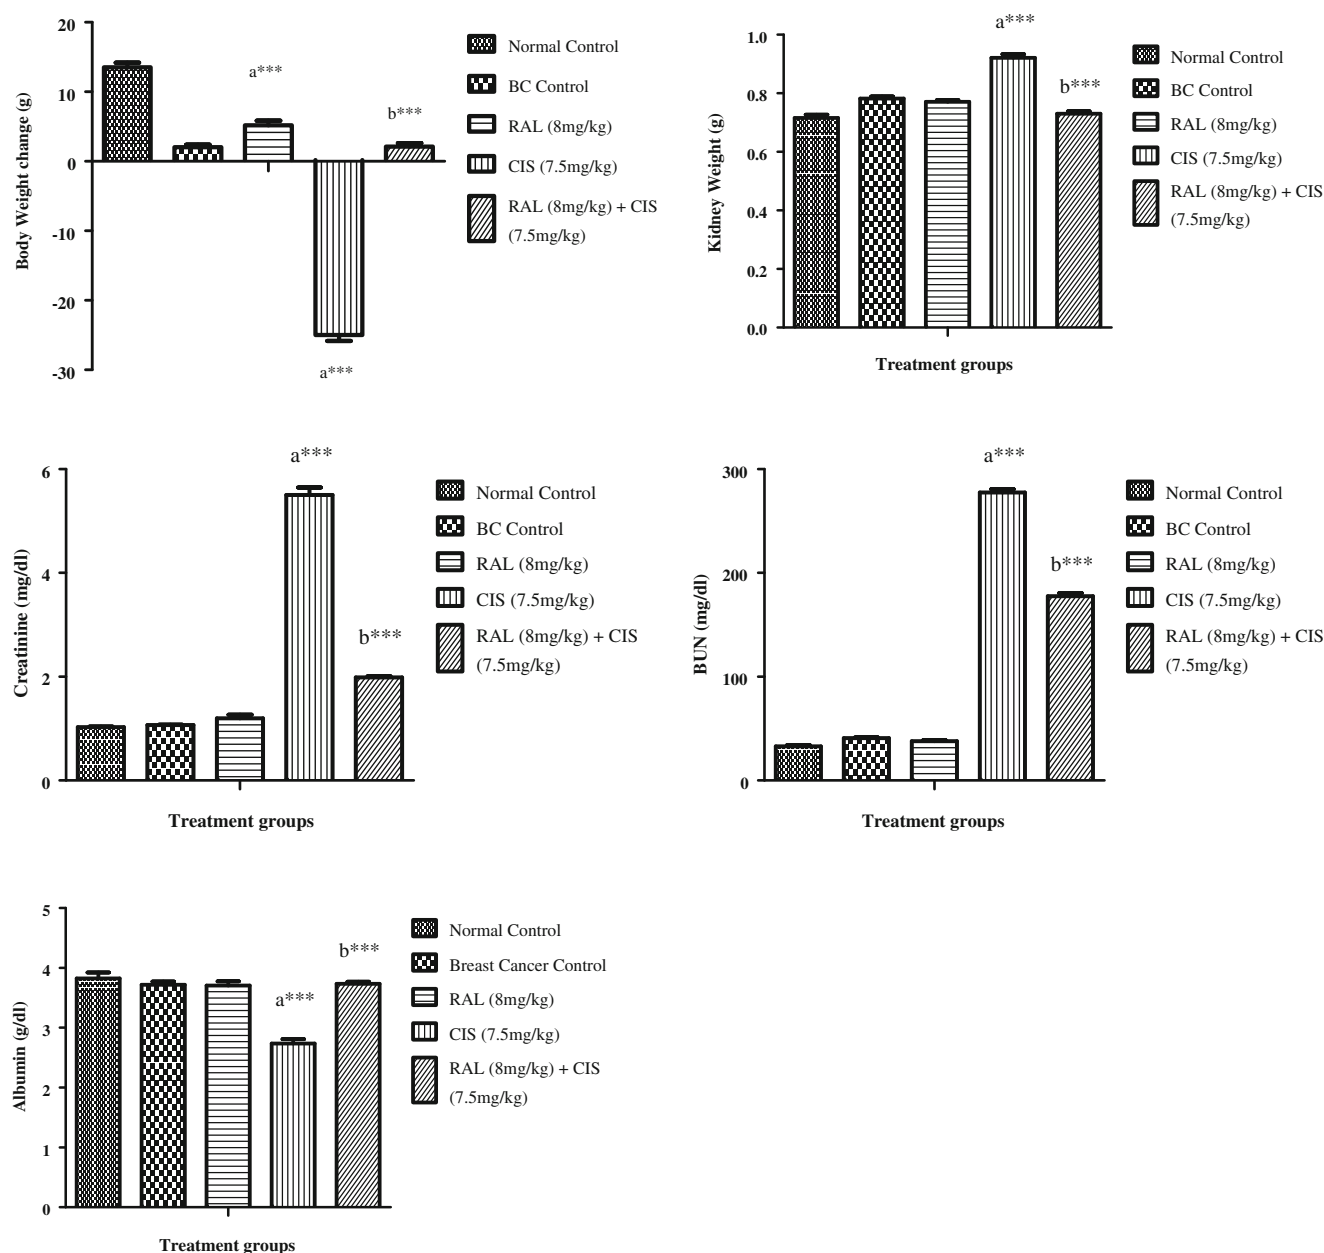 20
10
0
-10
-20
-30
Body Weight change (g)
a***
a***
b***
Normal Control
BC Control
RAL (8mg/kg)
CIS (7.5mg/kg)
RAL (8mg/kg) + CIS
(7.5mg/kg)
1.0
0.8
0.6
0.4
0.2
0.0
Kidney Weight (g)
a***
b***
Treatment groups
Normal Control
BC Control
RAL (8mg/kg)
CIS (7.5mg/kg)
RAL (8mg/kg) + CIS
(7.5mg/kg)
6
4
2
0
Creatinine (mg/dl)
a***
b***
Treatment groups
Normal Control
BC Control
RAL (8mg/kg)
CIS (7.5mg/kg)
RAL (8mg/kg) + CIS
(7.5mg/kg)
300
200
100
0
BUN (mg/dl)
a***
b***
Treatment groups
Normal Control
BC Control
RAL (8mg/kg)
CIS (7.5mg/kg)
RAL (8mg/kg) + CIS
(7.5mg/kg)
5
4
3
2
1
0
Albumin (g/dl)
a***
b***
Treatment groups
Normal Control
Breast Cancer Control
RAL (8mg/kg)
CIS (7.5mg/kg)
RAL (8mg/kg) + CIS
(7.5mg/kg)